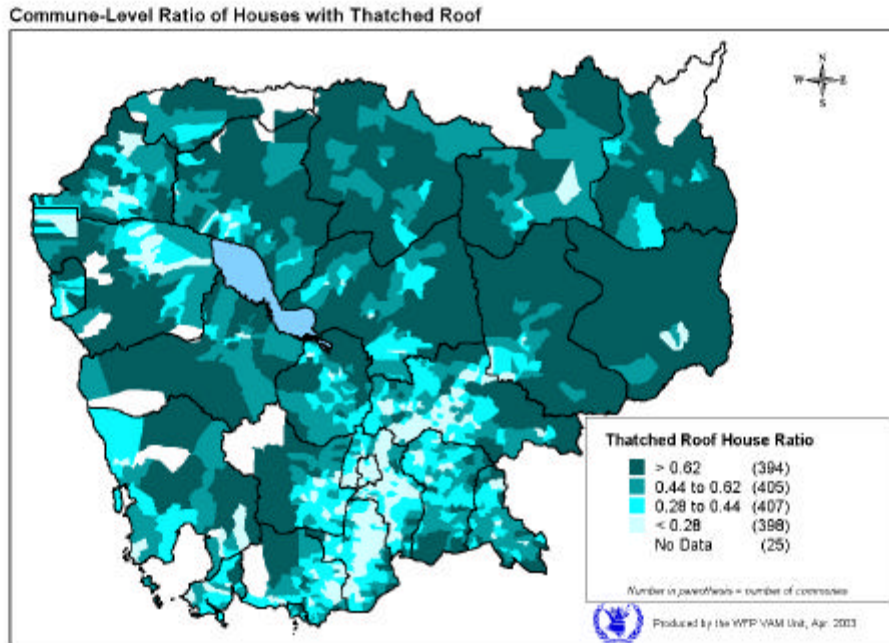 Commune-Level Ratio of Houses with Thatched Roof
N
W E
S
Thatched Roof House Ratio
> 0.62 (394)
0.44 to 0.62 (405)
0.28 to 0.44 (407)
< 0.28 (398)
No Data (25)
Number in parenthesis = number of communes
Produced by the WFP VAM Unit, Apr. 2003